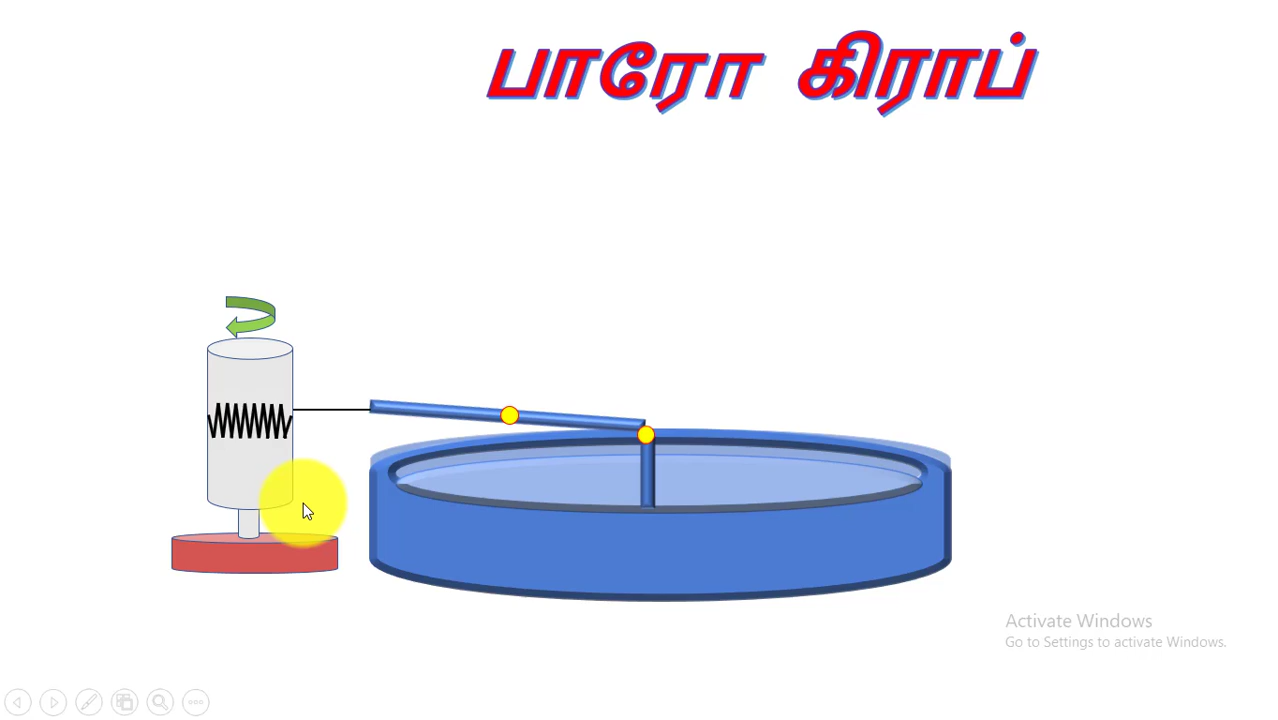 பாரோ கிராப்
Activate Windows
Go to Settings to activate Windows.